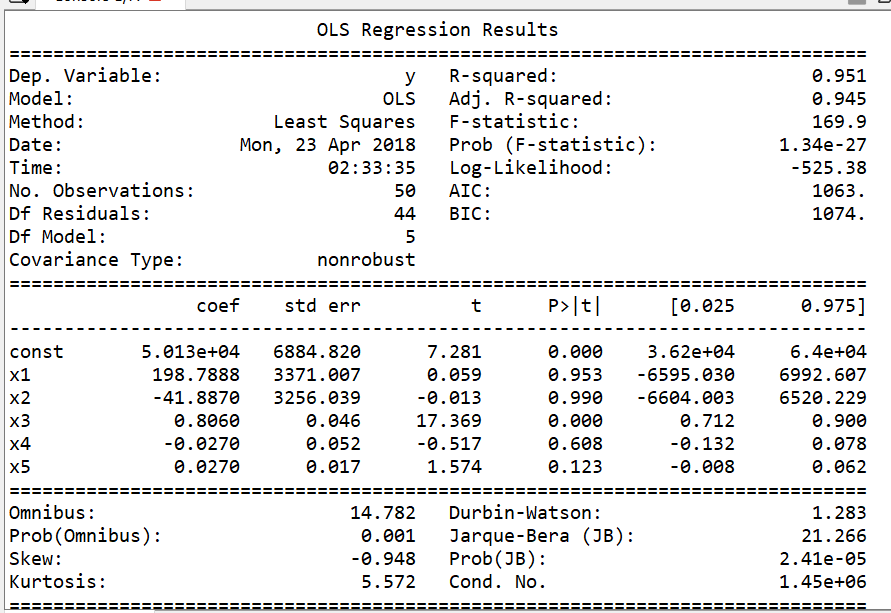 OLS Regression Results
==============================================================================
Dep. Variable:                      y   R-squared:                       0.951
Model:                            OLS   Adj. R-squared:                  0.945
Method:                 Least Squares   F-statistic:                     169.9
Date:                Mon, 23 Apr 2018   Prob (F-statistic):           1.34e-27
Time:                        02:33:35   Log-Likelihood:                -525.38
No. Observations:                  50   AIC:                             1063.
Df Residuals:                      44   BIC:                             1074.
Df Model:                           5
Covariance Type:            nonrobust
==============================================================================
                 coef    std err          t      P>|t|      [0.025      0.975]
------------------------------------------------------------------------------
const       5.013e+04   6884.820      7.281      0.000    3.62e+04     6.4e+04
x1           198.7888   3371.007      0.059      0.953   -6595.030    6992.607
x2           -41.8870   3256.039     -0.013      0.990   -6604.003    6520.229
x3             0.8060      0.046     17.369      0.000       0.712       0.900
x4            -0.0270      0.052     -0.517      0.608      -0.132       0.078
x5             0.0270      0.017      1.574      0.123      -0.008       0.062
==============================================================================
Omnibus:                       14.782   Durbin-Watson:                   1.283
Prob(Omnibus):                  0.001   Jarque-Bera (JB):               21.266
Skew:                          -0.948   Prob(JB):                     2.41e-05
Kurtosis:                       5.572   Cond. No.                     1.45e+06
==============================================================================